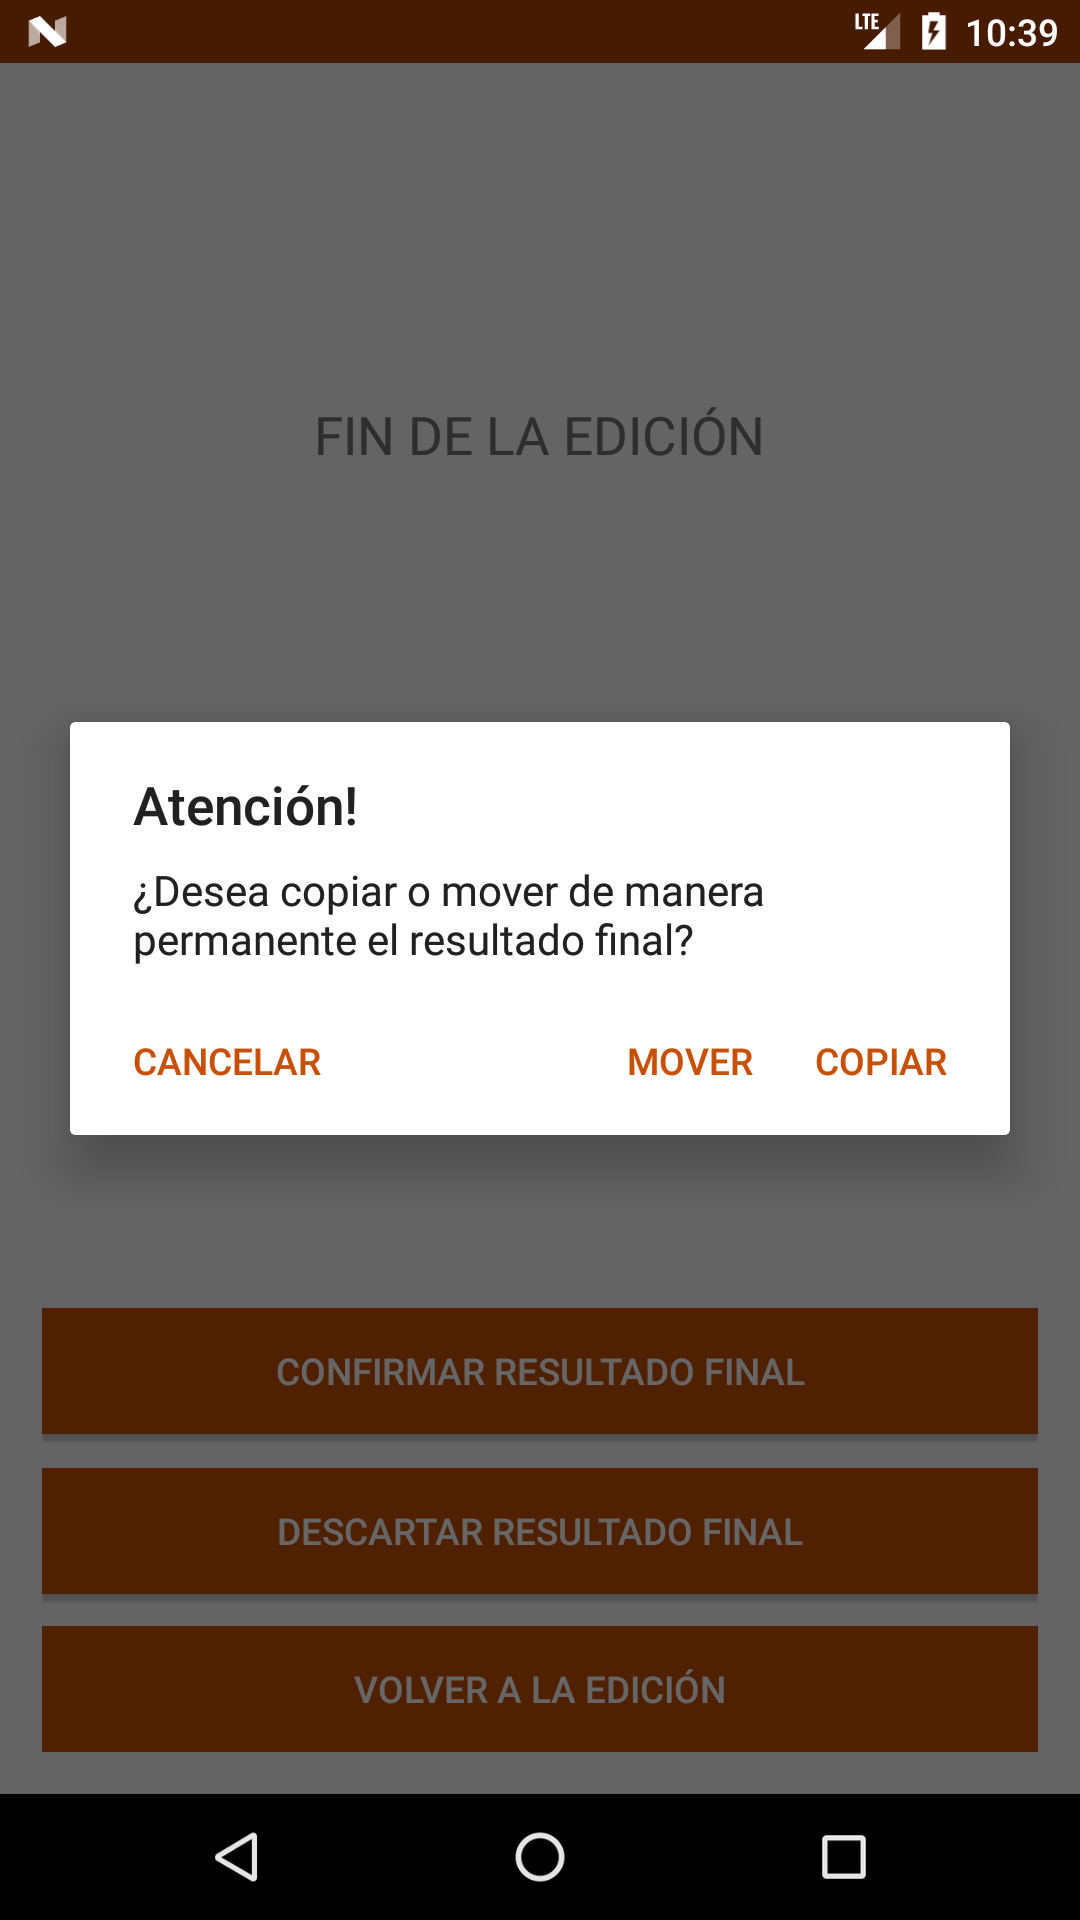 LTE 10:39
FIN DE LA EDICIÓN
Atención!
¿Desea copiar o mover de manera
permanente el resultado final?
CANCELAR MOVER COPIAR
CONFIRMAR RESULTADO FINAL
DESCARTAR RESULTADO FINAL
VOLVER A LA EDICIÓN